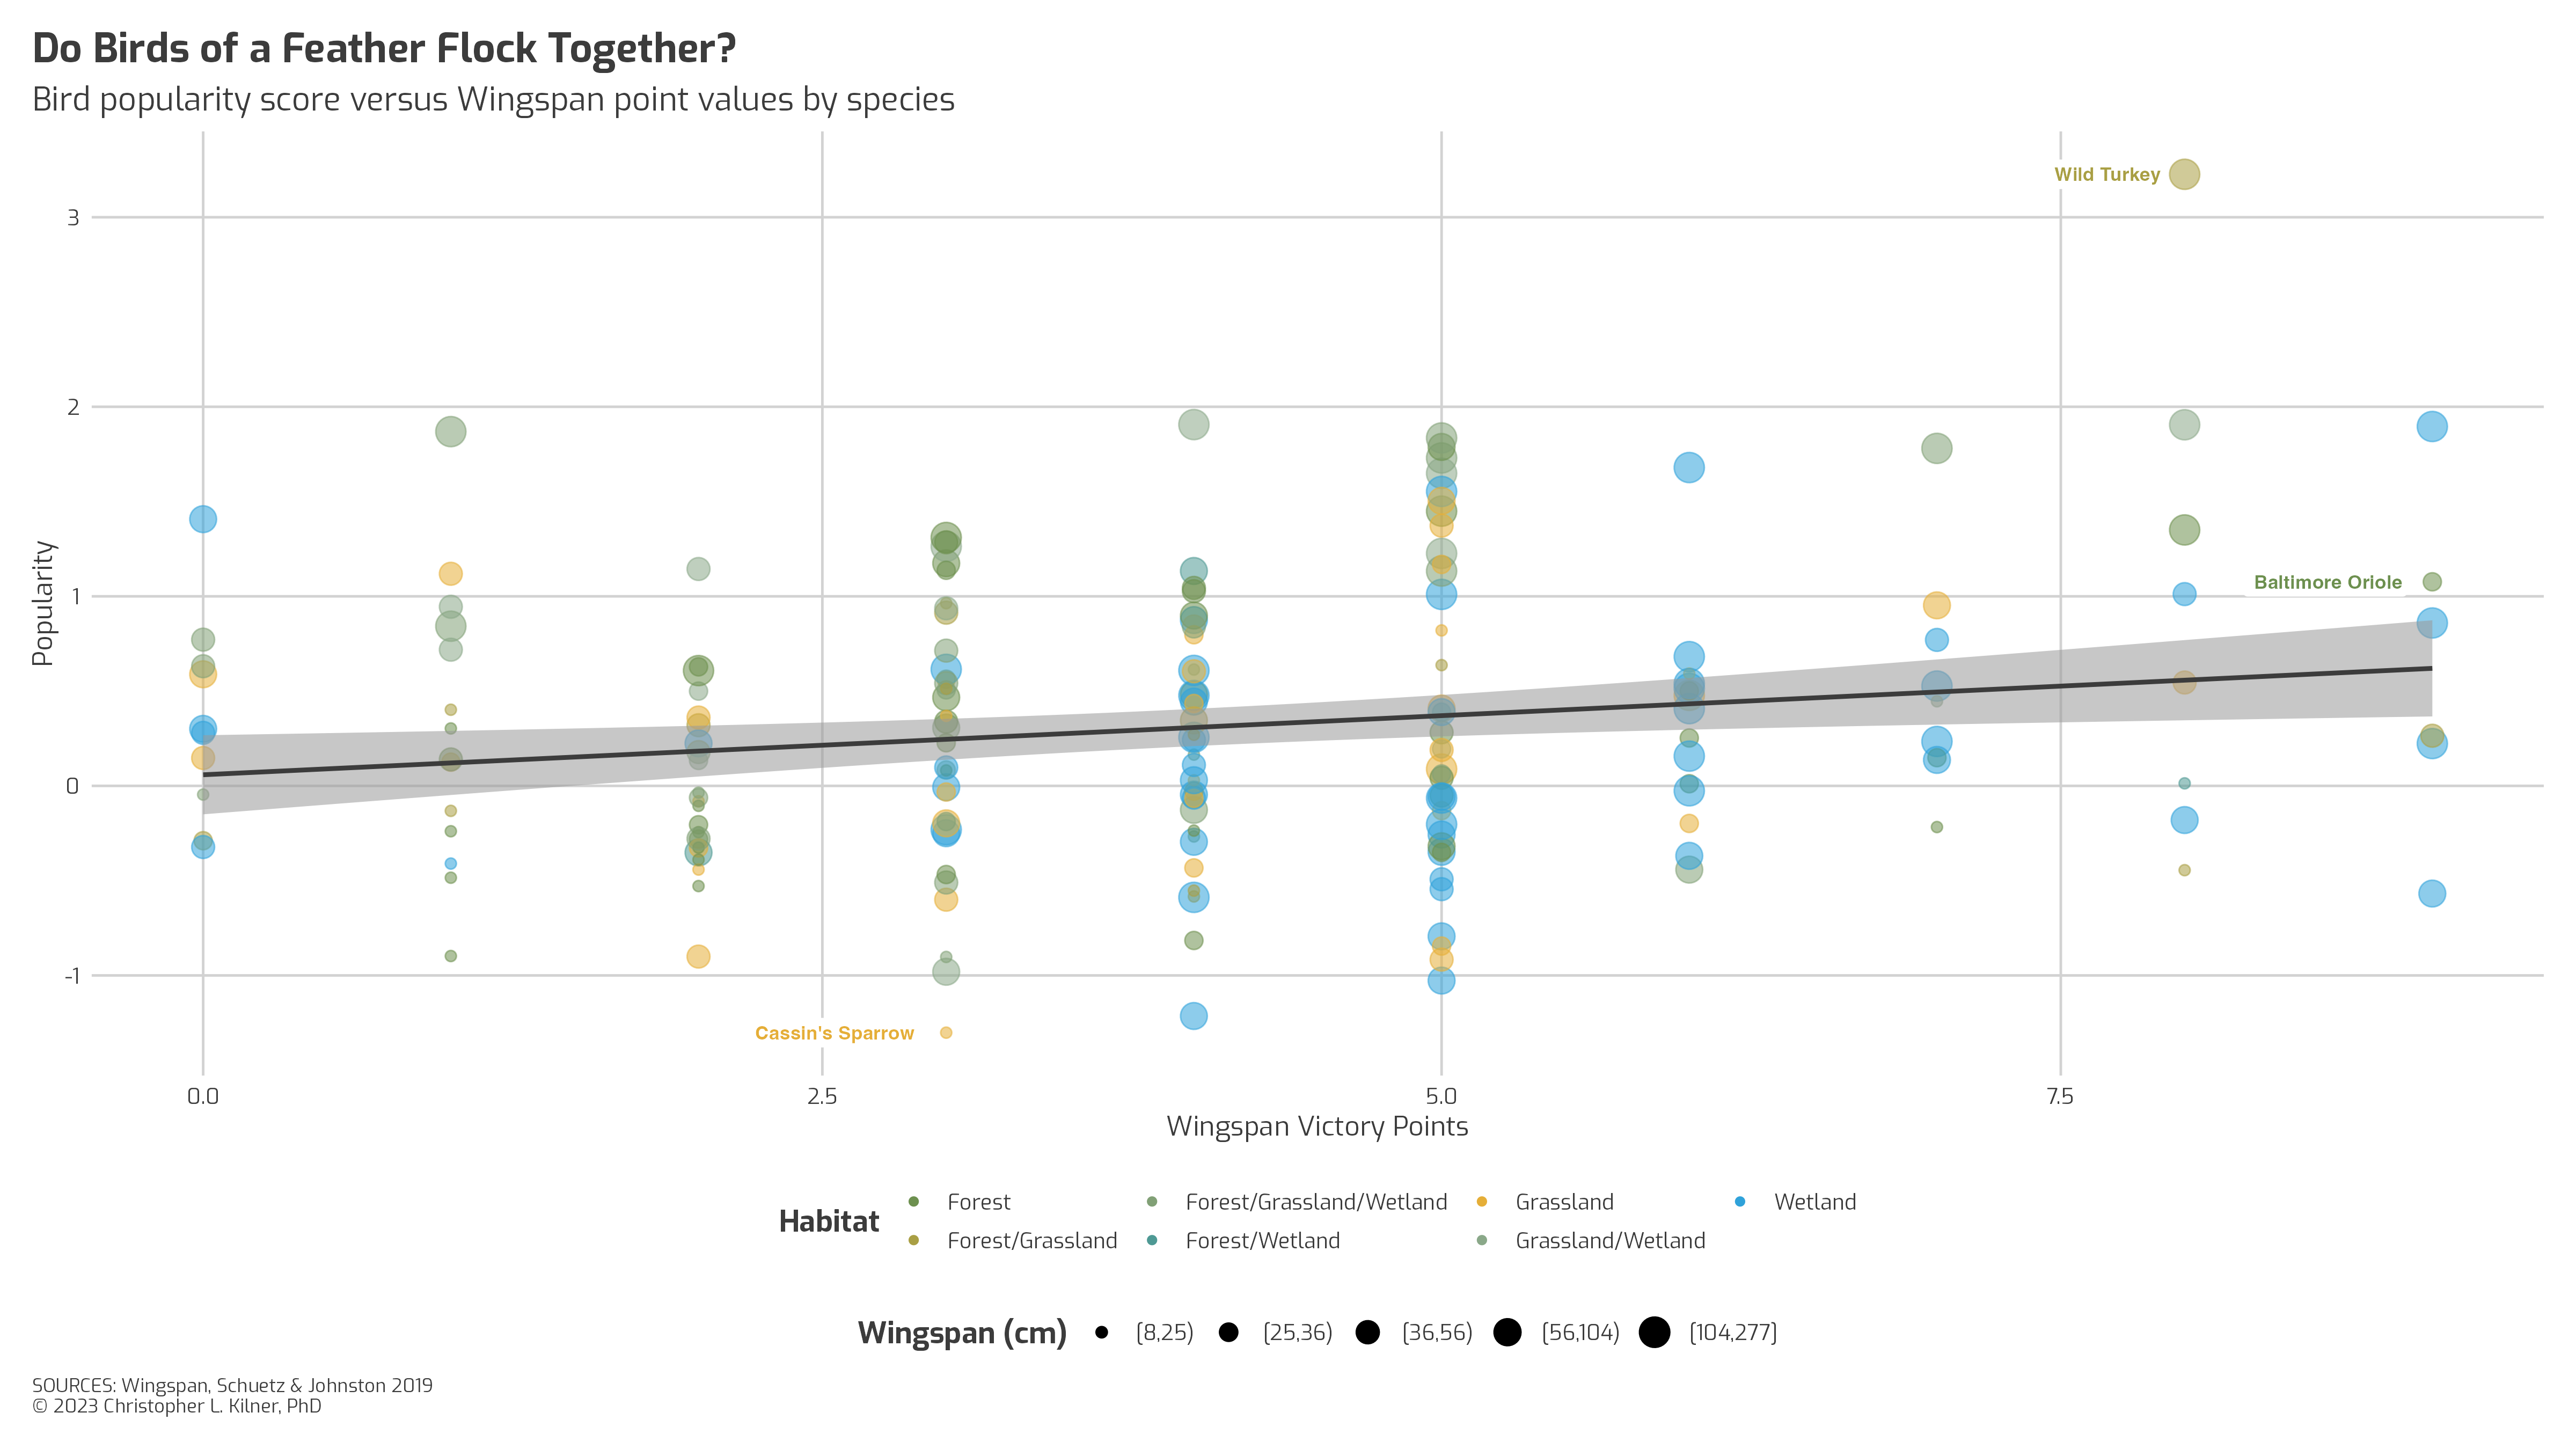 Do Birds of a Feather Flock Together?
Bird popularity score versus Wingspan point values by species
Wild Turkey
3
2
Popularity
1
Baltimore Oriole
0
-1
Cassin's Sparrow
0.0 2.5 5.0 7.5
Wingspan Victory Points
Habitat
Forest Forest/Grassland/Wetland Grassland Wetland
Forest/Grassland Forest/Wetland Grassland/Wetland
Wingspan (cm) [8,25) [25,36) [36,56) [56,104) [104,277]
SOURCES: Wingspan, Schuetz & Johnston 2019
© 2023 Christopher L. Kilner, PhD